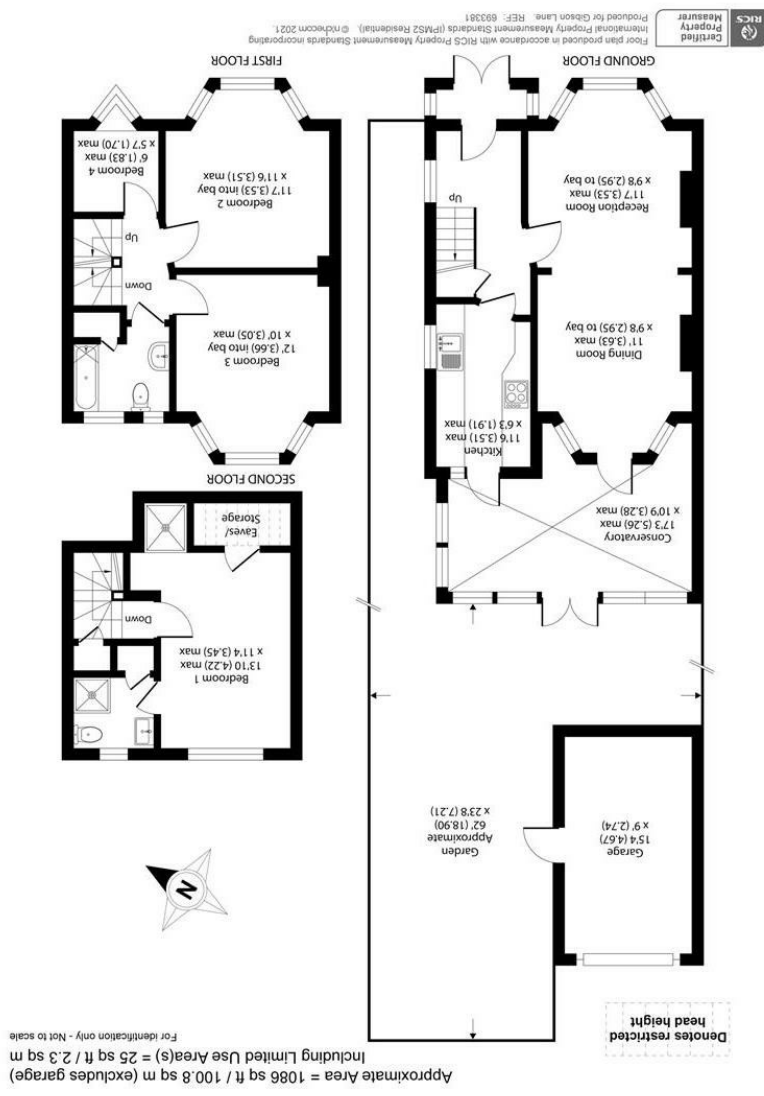 Approximate Area = 1086 sq ft / 100.8 sq m (excludes garage)
Including Limited Use Area(s) = 25 sq ft / 2.3 sq m
For identification only - Not to scale
Denotes restricted
head height
Garage
15'4 (4.67)
x 9' (2.74)
Garden
Approximate
62' (18.90)
x 23'8 (7.21)
N
Bedroom 1
13'10 (4.22) max
x 11'4 (3.45) max
Down
Eaves/
Storage
SECOND FLOOR
Conservatory
17'3 (5.26) max
x 10'9 (3.28) max
Kitchen
11'6 (3.51) max
x 6'3 (1.91) max
Dining Room
11' (3.63) max
x 9'8 (2.95) to bay
Reception Room
11'7 (3.53) max
x 9'8 (2.95) to bay
Up
GROUND FLOOR
Bedroom 3
12' (3.66) into bay
x 10' (3.05) max
Down
Up
Bedroom 2
11'7 (3.53) into bay
x 11'6 (3.51) max
Bedroom 4
6' (1.83) max
x 5'7 (1.70) max
FIRST FLOOR
RICS
Certified
Property
Measurer
Floor plan produced in accordance with RICS Property Measurement Standards incorporating
International Property Measurement Standards (IPMS2 Residential). © nichecom 2021.
Produced for Gibson Lane. REF: 693381